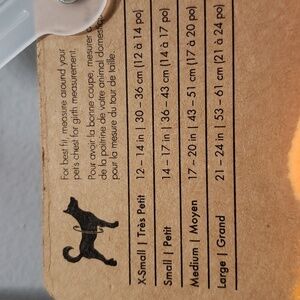 For best fit, measure around your
pet's chest for girth measurement.
Pour avoir la bonne coupe, mesurer
de la poitrine de votre animal domestique
pour la mesure du tour de taille.
X-Small | Très Petit 12 – 14 in | 30 – 36 cm (12 à 14 po)
Small | Petit 14 – 17 in | 36 – 43 cm (14 à 17 po)
Medium | Moyen 17 – 20 in | 43 – 51 cm (17 à 20 po)
Large | Grand 21 – 24 in | 53 – 61 cm (21 à 24 po)